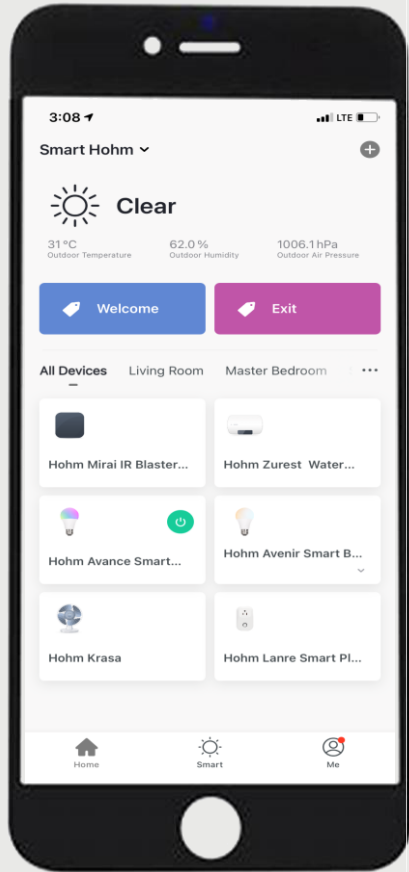 3:08
LTE
Smart Hohm
Clear
31°C
62.0%
1006.1hPa
Outdoor Temperature
Outdoor Humidity
Outdoor Air Pressure
Welcome
Exit
All Devices
Living Room
Master Bedroom
...
Hohm Mirai IR Blaster...
Hohm Zurest Water...
Hohm Avance Smart...
Hohm Avenir Smart B...
Hohm Krasa
Hohm Lanre Smart Pl...
Home
Smart
Me